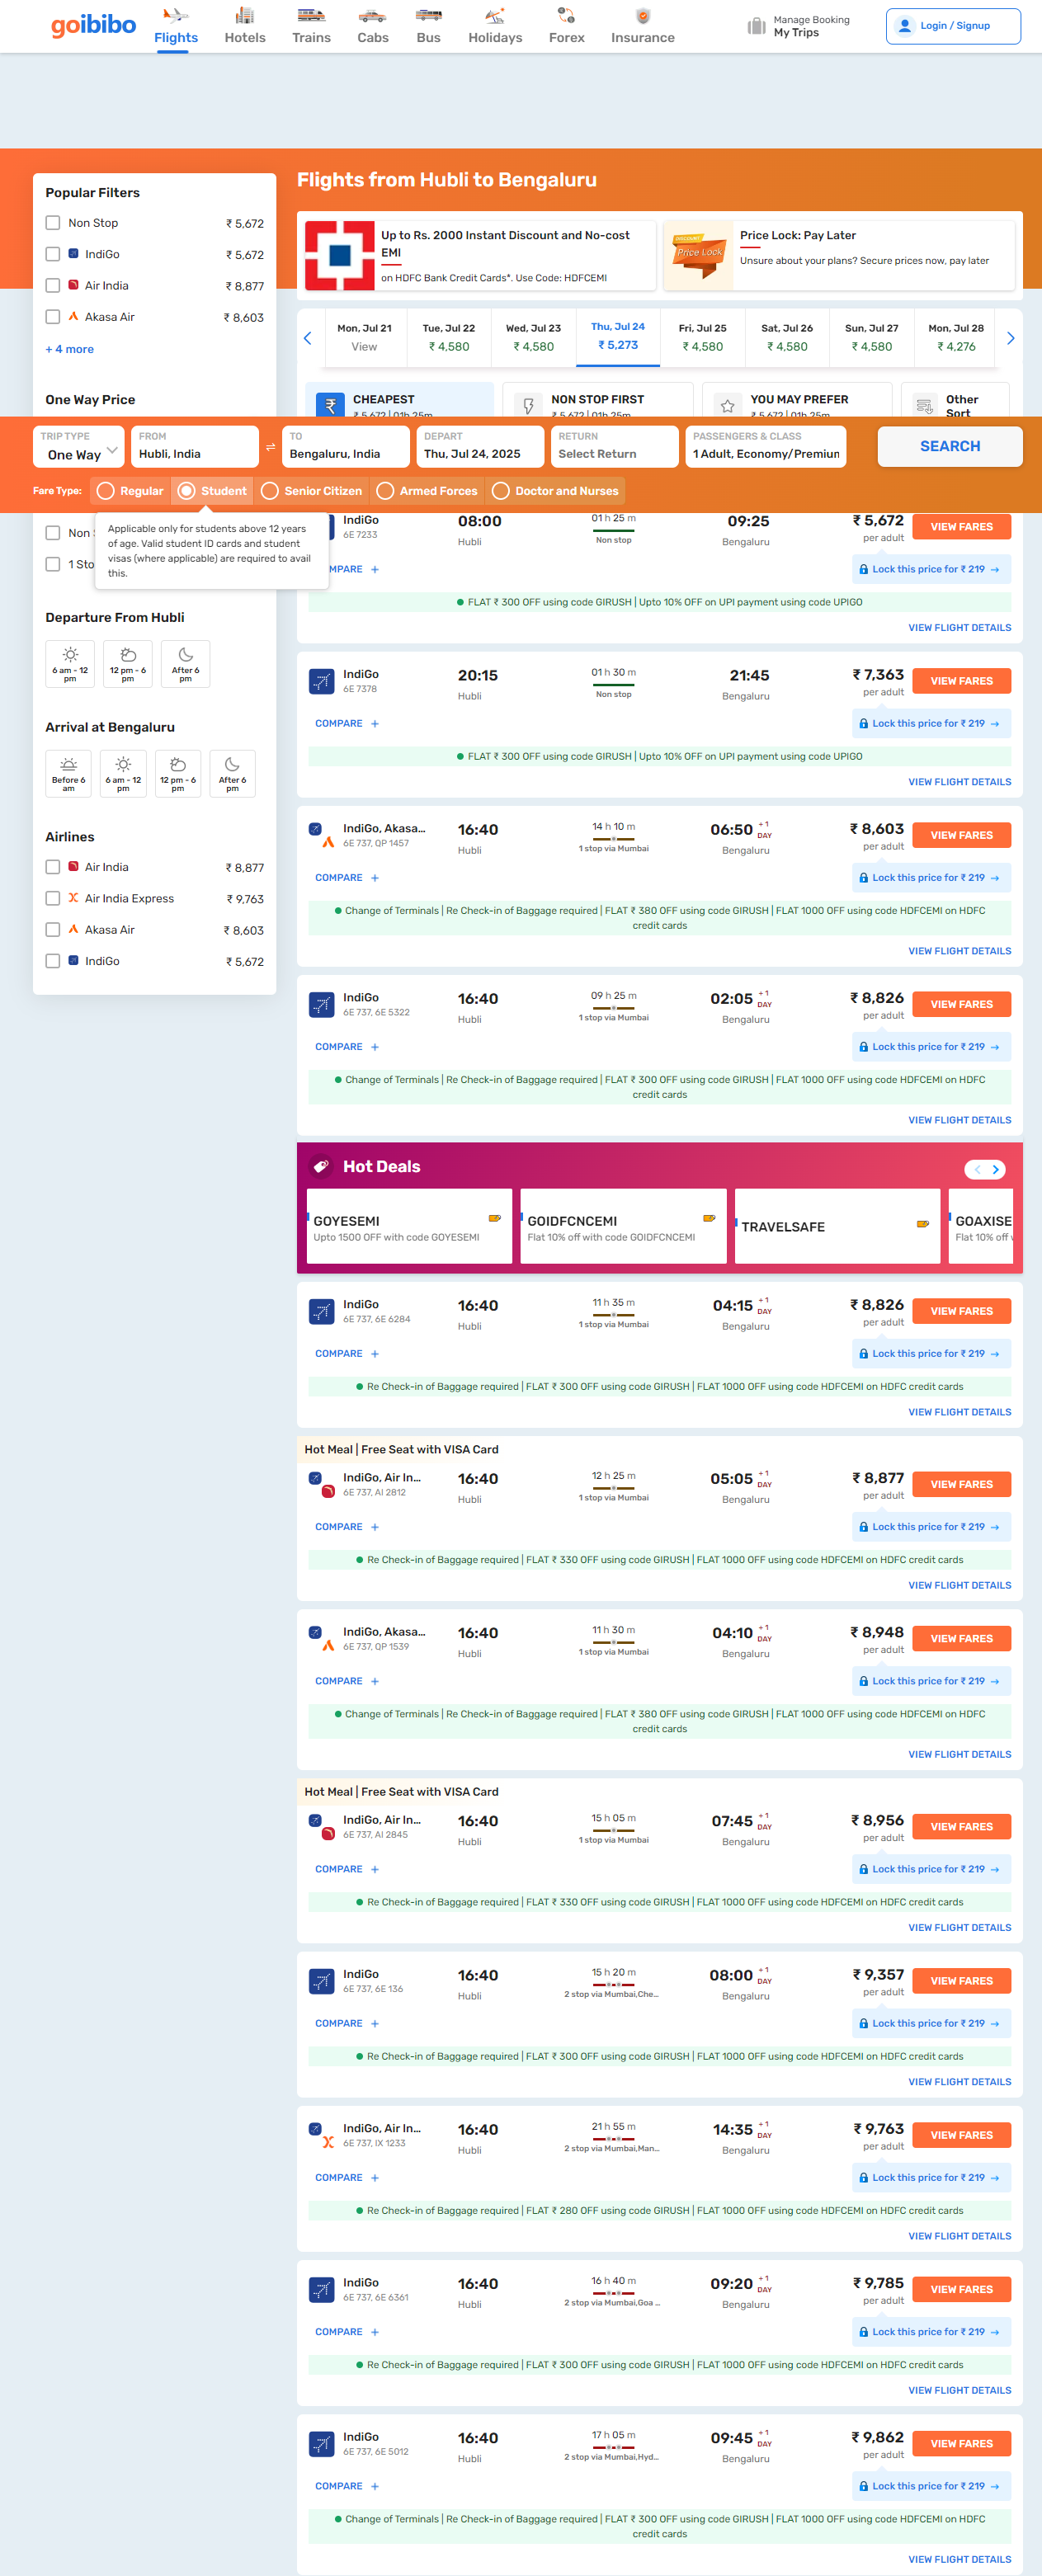 goibibo
Flights
Hotels
Trains
Cabs
Bus
Holidays
Forex
Insurance
Manage Booking
My Trips
Login / Signup
Popular Filters
Non Stop ₹ 5,672
IndiGo ₹ 5,672
Air India ₹ 8,877
Akasa Air ₹ 8,603
+ 4 more
One Way Price
Flights from Hubli to Bengaluru
Up to Rs. 2000 Instant Discount and No-cost
EMI
on HDFC Bank Credit Cards*. Use Code: HDFCEMI
DISCOUNT
Price Lock
Price Lock: Pay Later
Unsure about your plans? Secure prices now, pay later
Mon, Jul 21
View
Tue, Jul 22
₹ 4,580
Wed, Jul 23
₹ 4,580
Thu, Jul 24
₹ 5,273
Fri, Jul 25
₹ 4,580
Sat, Jul 26
₹ 4,580
Sun, Jul 27
₹ 4,580
Mon, Jul 28
₹ 4,276
CHEAPEST
₹ 5,672 | 01h 25m
NON STOP FIRST
₹ 5,672 | 01h 25m
YOU MAY PREFER
₹ 5,672 | 01h 25m
Other
Sort
TRIP TYPE
One Way
FROM
Hubli, India
TO
Bengaluru, India
DEPART
Thu, Jul 24, 2025
RETURN
Select Return
PASSENGERS & CLASS
1 Adult, Economy/Premiun
SEARCH
Fare Type:
Regular
Student
Senior Citizen
Armed Forces
Doctor and Nurses
Applicable only for students above 12 years
of age. Valid student ID cards and student
visas (where applicable) are required to avail
this.
Non
1 Sto
Departure From Hubli
6 am - 12
pm
12 pm - 6
pm
After 6
pm
Arrival at Bengaluru
Before 6
am
6 am - 12
pm
12 pm - 6
pm
After 6
pm
Airlines
Air India ₹ 8,877
Air India Express ₹ 9,763
Akasa Air ₹ 8,603
IndiGo ₹ 5,672
IndiGo 08:00 01 h 25 m 09:25 ₹ 5,672 VIEW FARES
6E 7233 Hubli Non stop Bengaluru per adult
MPARE + Lock this price for ₹ 219 →
FLAT ₹ 300 OFF using code GIRUSH | Upto 10% OFF on UPI payment using code UPIGO
VIEW FLIGHT DETAILS
IndiGo 20:15 01 h 30 m 21:45 ₹ 7,363 VIEW FARES
6E 7378 Hubli Non stop Bengaluru per adult
COMPARE + Lock this price for ₹ 219 →
FLAT ₹ 300 OFF using code GIRUSH | Upto 10% OFF on UPI payment using code UPIGO
VIEW FLIGHT DETAILS
IndiGo, Akasa... 16:40 14 h 10 m 06:50 +1 DAY ₹ 8,603 VIEW FARES
6E 737, QP 1457 Hubli 1 stop via Mumbai Bengaluru per adult
COMPARE + Lock this price for ₹ 219 →
Change of Terminals | Re Check-in of Baggage required | FLAT ₹ 380 OFF using code GIRUSH | FLAT 1000 OFF using code HDFCEMI on HDFC
credit cards
VIEW FLIGHT DETAILS
IndiGo 16:40 09 h 25 m 02:05 +1 DAY ₹ 8,826 VIEW FARES
6E 737, 6E 5322 Hubli 1 stop via Mumbai Bengaluru per adult
COMPARE + Lock this price for ₹ 219 →
Change of Terminals | Re Check-in of Baggage required | FLAT ₹ 300 OFF using code GIRUSH | FLAT 1000 OFF using code HDFCEMI on HDFC
credit cards
VIEW FLIGHT DETAILS
Hot Deals
GOYESEMI
Upto 1500 OFF with code GOYESEMI
GOIDFCNCEMI
Flat 10% off with code GOIDFCNCEMI
TRAVELSAFE
GOAXISE
Flat 10% off
IndiGo 16:40 11 h 35 m 04:15 +1 DAY ₹ 8,826 VIEW FARES
6E 737, 6E 6284 Hubli 1 stop via Mumbai Bengaluru per adult
COMPARE + Lock this price for ₹ 219 →
Re Check-in of Baggage required | FLAT ₹ 300 OFF using code GIRUSH | FLAT 1000 OFF using code HDFCEMI on HDFC credit cards
VIEW FLIGHT DETAILS
Hot Meal | Free Seat with VISA Card
IndiGo, Air In... 16:40 12 h 25 m 05:05 +1 DAY ₹ 8,877 VIEW FARES
6E 737, AI 2812 Hubli 1 stop via Mumbai Bengaluru per adult
COMPARE + Lock this price for ₹ 219 →
Re Check-in of Baggage required | FLAT ₹ 330 OFF using code GIRUSH | FLAT 1000 OFF using code HDFCEMI on HDFC credit cards
VIEW FLIGHT DETAILS
IndiGo, Akasa... 16:40 11 h 30 m 04:10 +1 DAY ₹ 8,948 VIEW FARES
6E 737, QP 1539 Hubli 1 stop via Mumbai Bengaluru per adult
COMPARE + Lock this price for ₹ 219 →
Change of Terminals | Re Check-in of Baggage required | FLAT ₹ 380 OFF using code GIRUSH | FLAT 1000 OFF using code HDFCEMI on HDFC
credit cards
VIEW FLIGHT DETAILS
Hot Meal | Free Seat with VISA Card
IndiGo, Air In... 16:40 15 h 05 m 07:45 +1 DAY ₹ 8,956 VIEW FARES
6E 737, AI 2845 Hubli 1 stop via Mumbai Bengaluru per adult
COMPARE + Lock this price for ₹ 219 →
Re Check-in of Baggage required | FLAT ₹ 330 OFF using code GIRUSH | FLAT 1000 OFF using code HDFCEMI on HDFC credit cards
VIEW FLIGHT DETAILS
IndiGo 16:40 15 h 20 m 08:00 +1 DAY ₹ 9,357 VIEW FARES
6E 737, 6E 136 Hubli 2 stop via Mumbai,Che... Bengaluru per adult
COMPARE + Lock this price for ₹ 219 →
Re Check-in of Baggage required | FLAT ₹ 300 OFF using code GIRUSH | FLAT 1000 OFF using code HDFCEMI on HDFC credit cards
VIEW FLIGHT DETAILS
IndiGo, Air In... 16:40 21 h 55 m 14:35 +1 DAY ₹ 9,763 VIEW FARES
6E 737, IX 1233 Hubli 2 stop via Mumbai,Man... Bengaluru per adult
COMPARE + Lock this price for ₹ 219 →
Re Check-in of Baggage required | FLAT ₹ 280 OFF using code GIRUSH | FLAT 1000 OFF using code HDFCEMI on HDFC credit cards
VIEW FLIGHT DETAILS
IndiGo 16:40 16 h 40 m 09:20 +1 DAY ₹ 9,785 VIEW FARES
6E 737, 6E 6361 Hubli 2 stop via Mumbai,Goa ... Bengaluru per adult
COMPARE + Lock this price for ₹ 219 →
Re Check-in of Baggage required | FLAT ₹ 300 OFF using code GIRUSH | FLAT 1000 OFF using code HDFCEMI on HDFC credit cards
VIEW FLIGHT DETAILS
IndiGo 16:40 17 h 05 m 09:45 +1 DAY ₹ 9,862 VIEW FARES
6E 737, 6E 5012 Hubli 2 stop via Mumbai,Hyd... Bengaluru per adult
COMPARE + Lock this price for ₹ 219 →
Change of Terminals | Re Check-in of Baggage required | FLAT ₹ 300 OFF using code GIRUSH | FLAT 1000 OFF using code HDFCEMI on HDFC
credit cards
VIEW FLIGHT DETAILS